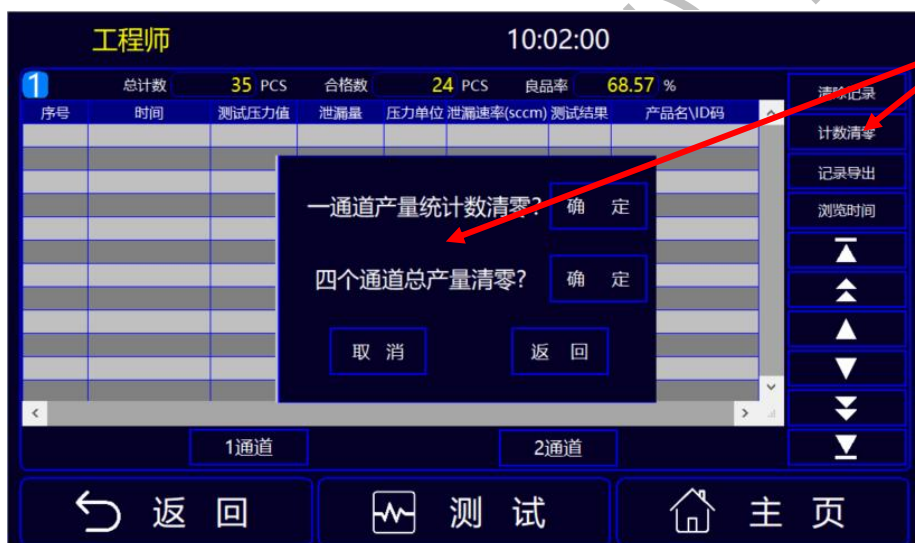 工程师 10:02:00
1 总计数 35 PCS 合格数 24 PCS 良品率 68.57 %
序号 时间 测试压力值 泄漏量 压力单位 泄漏速率(sccm) 测试结果 产品名\ID码
清除记录
计数清零
记录导出
浏览时间
一通道产量统计数清零? 确 定
四个通道总产量清零? 确 定
取 消 返 回
1通道 2通道
返 回 测 试 主 页